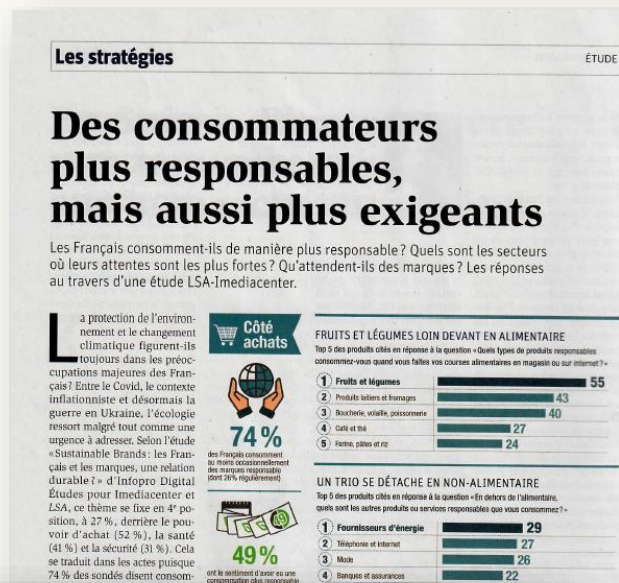 Les stratégies
ÉTUDE
Des consommateurs
plus responsables,
mais aussi plus exigeants
Les Français consomment-ils de manière plus responsable ? Quels sont les secteurs
où leurs attentes sont les plus fortes ? Qu'attendent-ils des marques ? Les réponses
au travers d'une étude LSA-Imediacenter.
La protection de l'environ-
nement et le changement
climatique figurent-ils
toujours dans les préoc-
cupations majeures des Fran-
çais ? Entre le Covid, le contexte
inflationniste et désormais la
guerre en Ukraine, l'écologie
ressort malgré tout comme une
urgence à adresser. Selon l'étude
« Sustainable Brands : les Fran-
çais et les marques, une relation
durable ? » d'Infopro Digital
Études pour Imediacenter et
LSA, ce thème se fixe en 4e po-
sition, à 27 %, derrière le pou-
voir d'achat (52 %), la santé
(41 %) et la sécurité (31 %). Cela
se traduit dans les actes puisque
74 % des sondés disent consom-
Côté
achats
74 %
des Français consomment
au moins occasionnellement
des marques responsable
(dont 26% régulièrement)
49 %
ont le sentiment d'avoir eu une
consommation plus responsable
FRUITS ET LÉGUMES LOIN DEVANT EN ALIMENTAIRE
Top 5 des produits cités en réponse à la question « Quels types de produits responsables
consommez-vous quand vous faites vos courses alimentaires en magasin ou sur internet ? »
1 Fruits et légumes 55
2 Produits laitiers et fromages 43
3 Boucherie, volaille, poissonnerie 40
4 Café et thé 27
5 Farine, pâtes et riz 24
UN TRIO SE DÉTACHE EN NON-ALIMENTAIRE
Top 5 des produits cités en réponse à la question « En dehors de l'alimentaire,
quels sont les autres produits ou services responsables que vous consommez ? »
1 Fournisseurs d'énergie 29
2 Téléphonie et internet 27
3 Mode 26
4 Banques et assurances 22